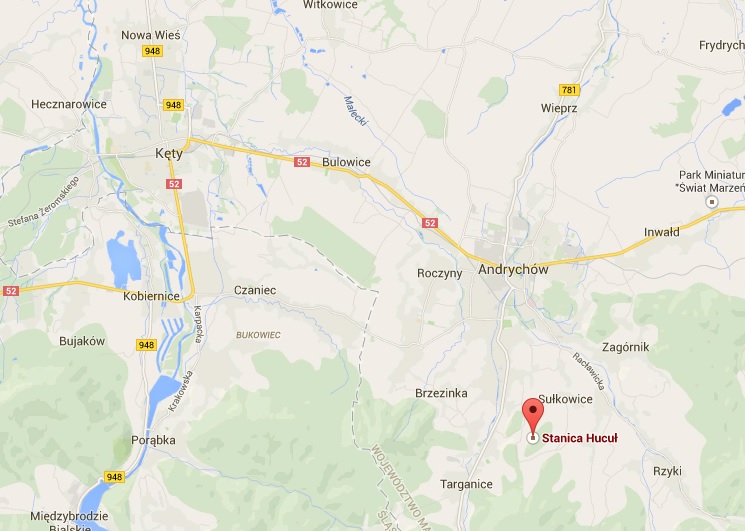 Witkowice
Nowa Wieś
948
Frydrych
781
Hecznarowice
948
Małecki
Wieprz
Kęty
52
Bulowice
52
Park Miniatur
"Świat Marzeń
Stefana Żeromskiego
52
Inwałd
Roczyny
Andrychów
52
Kobiernice
Czaniec
Karpacka
BUKOWIEC
Bujaków
948
Zagórnik
Racławicka
Krakowska
Brzezinka
Sułkowice
Porąbka
Stanica Hucuł
WOJEWÓDZTWO MA
ŚLĄ
Rzyki
948
Targanice
Międzybrodzie
Bialskie